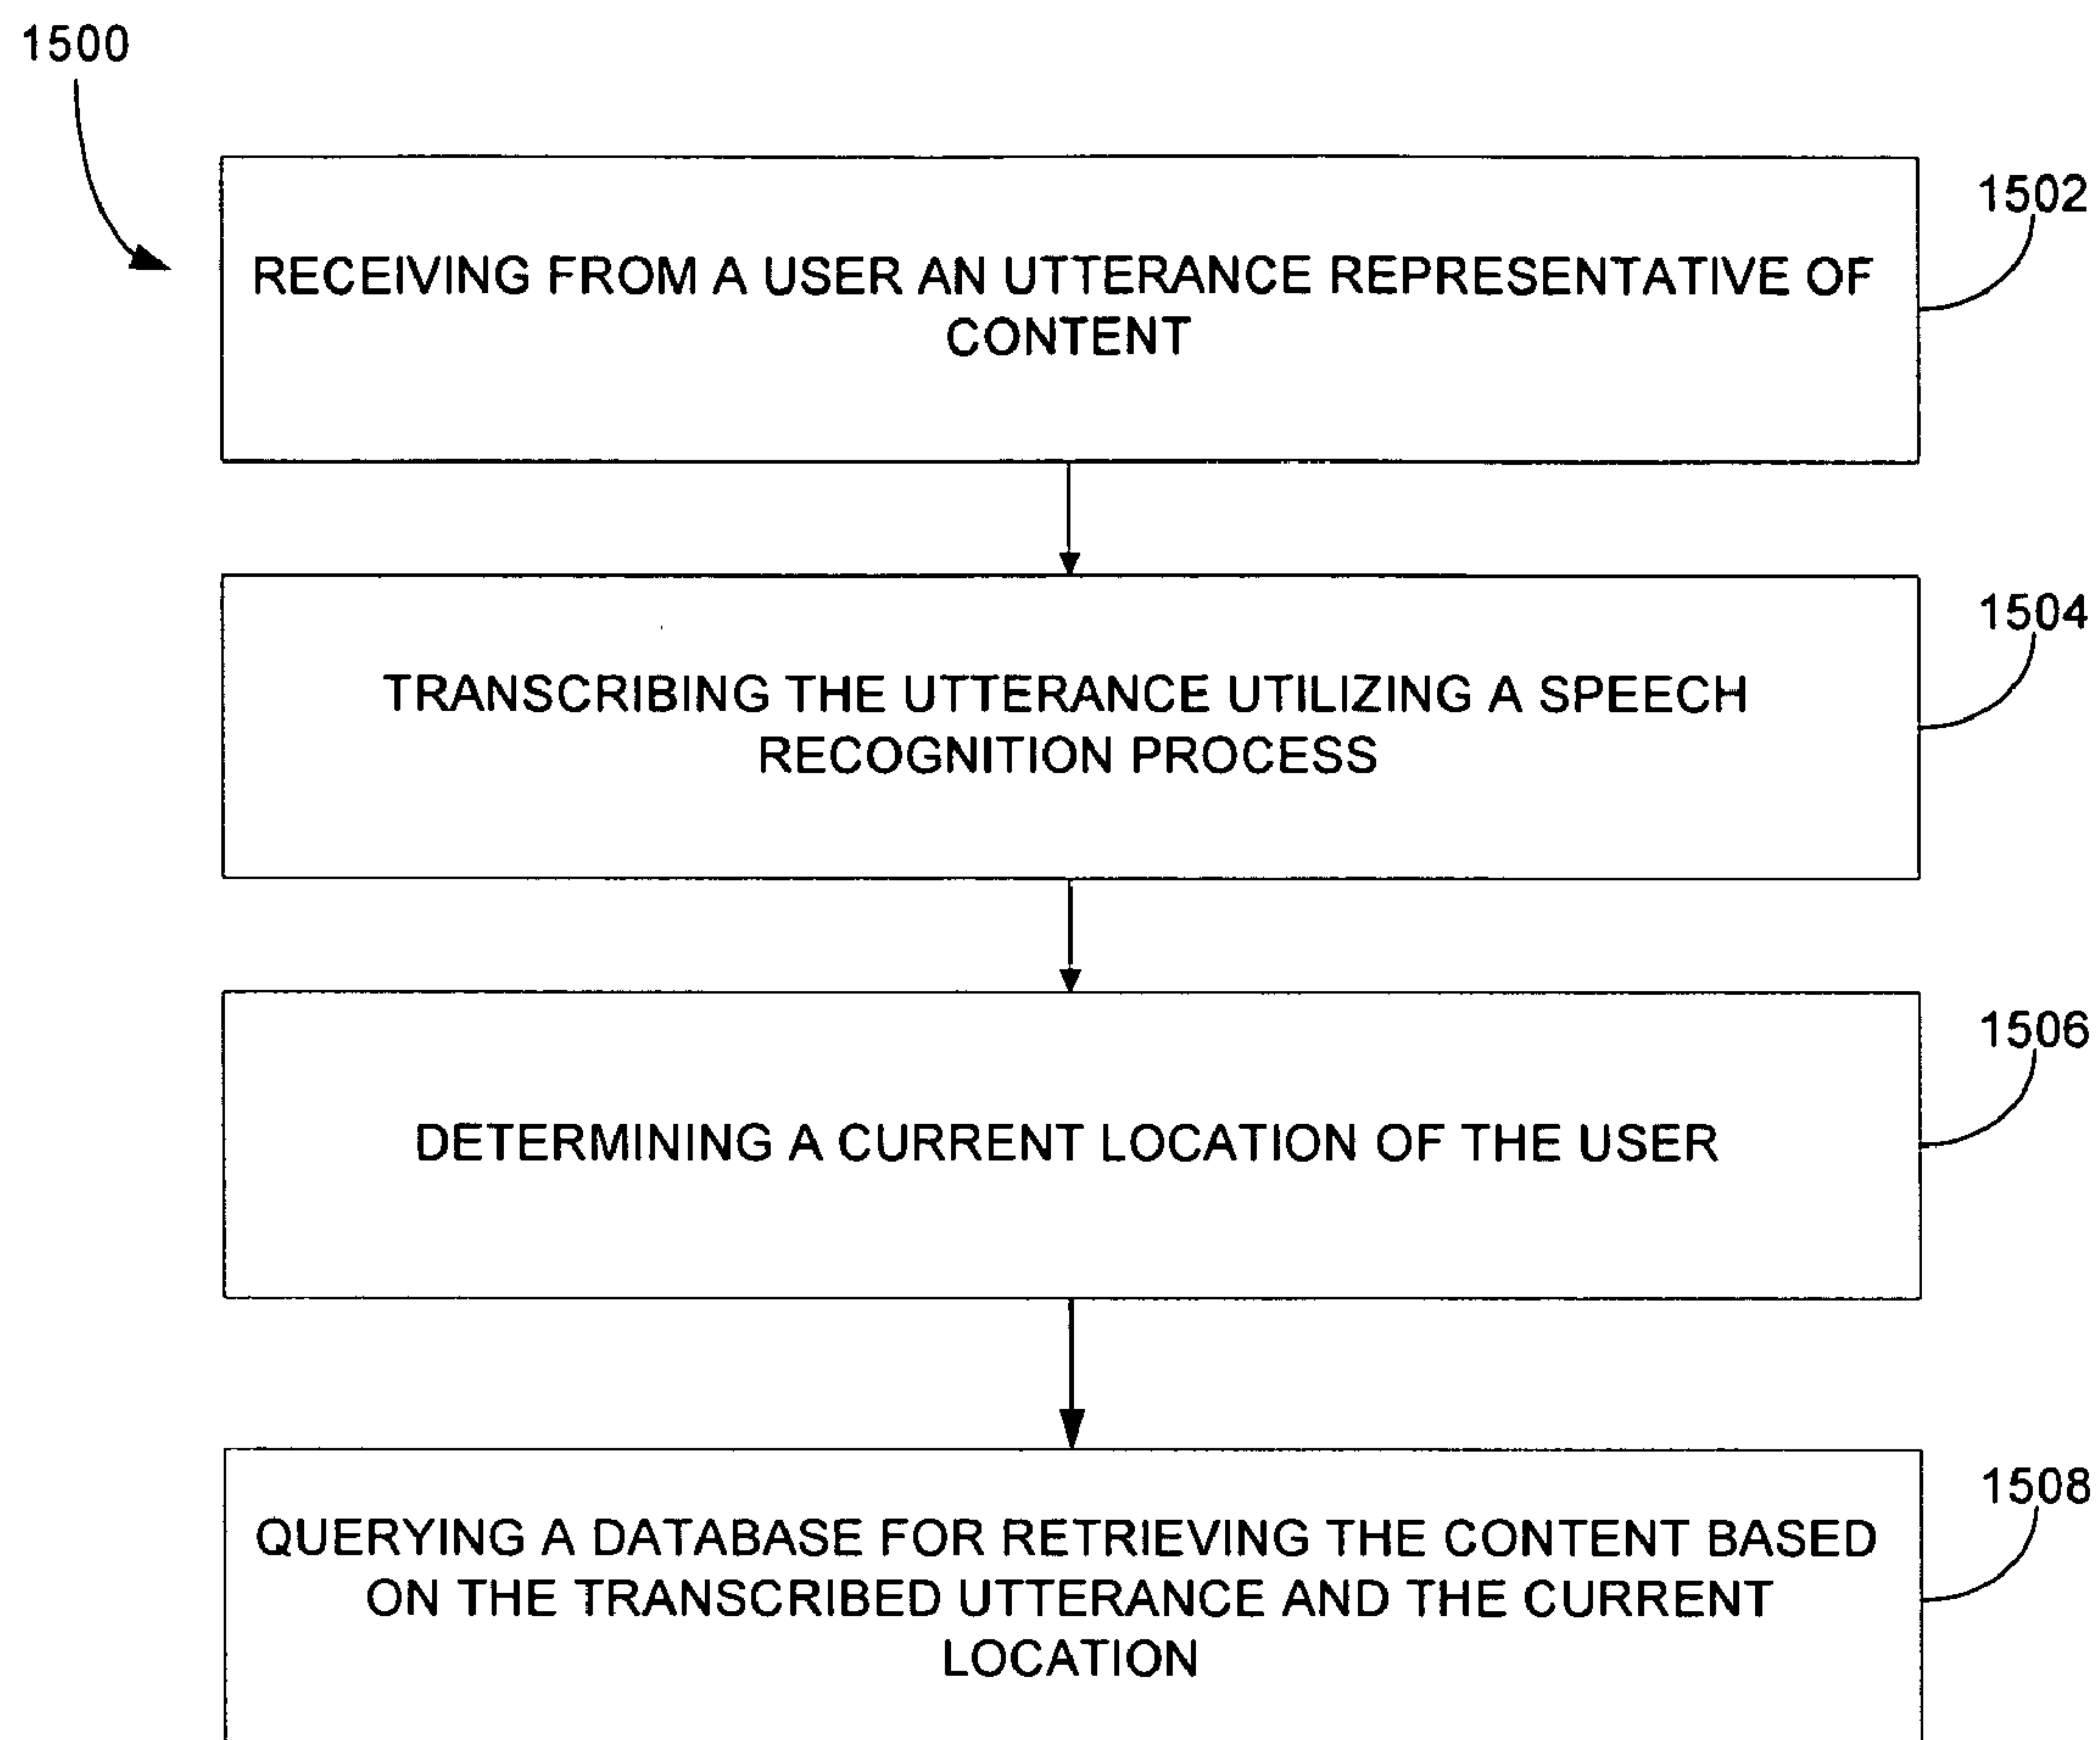 1500
1502
RECEIVING FROM A USER AN UTTERANCE REPRESENTATIVE OF
CONTENT
1504
TRANSCRIBING THE UTTERANCE UTILIZING A SPEECH
RECOGNITION PROCESS
1506
DETERMINING A CURRENT LOCATION OF THE USER
1508
QUERYING A DATABASE FOR RETRIEVING THE CONTENT BASED
ON THE TRANSCRIBED UTTERANCE AND THE CURRENT
LOCATION